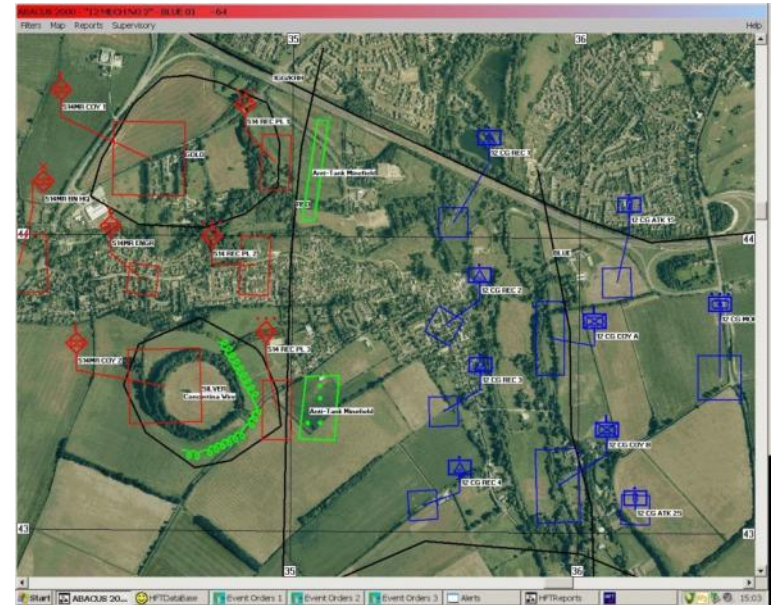 ABACUS 2000 - "12 MECH NO 2" BLUE 01 -64
Filters Map Reports Supervisory Help
35 36
514MR COY 1
514 REC PL 1
GOLD
Anti-Tank Minefield
12 CG REC 1
12 CG ATK 15
514MR BN HQ
RED
44 44
514MR ENGR
514 REC PL 2
BLUE
12 CG REC 2
12 CG COY A
12 CG MOR
514MR COY 2
514 REC PL 3
SILVER
Concertina Wire
Anti-Tank Minefield
12 CG REC 3
12 CG COY B
12 CG REC 4
12 CG ATK 25
43 43
35 36
Start ABACUS 20... HFTDataBase Event Orders 1 Event Orders 2 Event Orders 3 Alerts HFTReports HFT 15:03